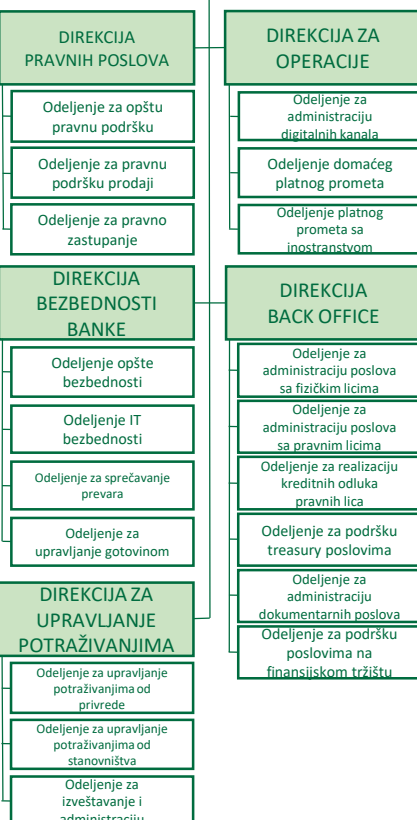 DIREKCIJA
PRAVNIH POSLOVA
Odeljenje za opštu
pravnu podršku
Odeljenje za pravnu
podršku prodaji
Odeljenje za pravno
zastupanje
DIREKCIJA
BEZBEDNOSTI
BANKE
Odeljenje opšte
bezbednosti
Odeljenje IT
bezbednosti
Odeljenje za sprečavanje
prevara
Odeljenje za
upravljanje gotovinom
DIREKCIJA ZA
UPRAVLJANJE
POTRAŽIVANJIMA
Odeljenje za upravljanje
potraživanjima od
privrede
Odeljenje za upravljanje
potraživanjima od
stanovništva
Odeljenje za
izveštavanje i
administraciju
DIREKCIJA ZA
OPERACIJE
Odeljenje za
administraciju
digitalnih kanala
Odeljenje domaćeg
platnog prometa
Odeljenje platnog
prometa sa
inostranstvom
DIREKCIJA
BACK OFFICE
Odeljenje za
administraciju poslova
sa fizičkim licima
Odeljenje za
administraciju poslova
sa pravnim licima
Odeljenje za realizaciju
kreditnih odluka
pravnih lica
Odeljenje za podršku
treasury poslovima
Odeljenje za
administraciju
dokumentarnih poslova
Odeljenje za podršku
poslovima na
finansijskom tržištu